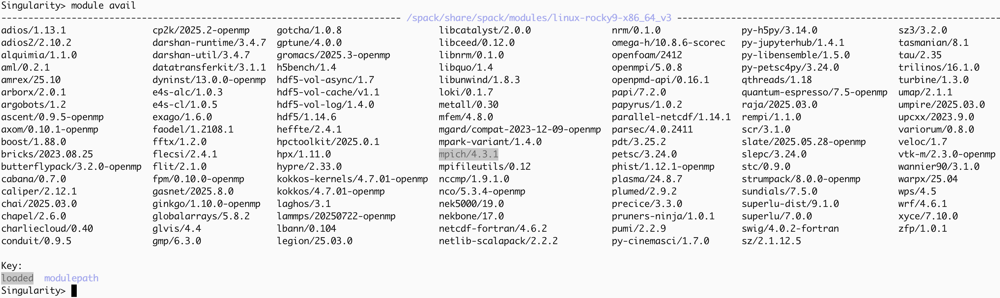 Singularity> module avail
-------------------------------------------------------------------------- /spack/share/spack/modules/linux-rocky9-x86_64_v3 ------------------------------------------------------------
adios/1.13.1 cp2k/2025.2-openmp gotcha/1.0.8 libcatalyst/2.0.0 nrm/0.1.0 py-h5py/3.14.0 sz3/3.2.0
adios2/2.10.2 darshan-runtime/3.4.7 gptune/4.0.0 libceed/0.12.0 omega-h/10.8.6-scorec py-jupyterhub/1.4.1 tasmanian/8.1
alquimia/1.1.0 darshan-util/3.4.7 gromacs/2025.3-openmp libnrm/0.1.0 openfoam/2412 py-libensemble/1.5.0 tau/2.35
aml/0.2.1 datatransferkit/3.1.1 h5bench/1.4 libquo/1.4 openmpi/5.0.8 py-petsc4py/3.24.0 trilinos/16.1.0
amrex/25.10 dyninst/13.0.0-openmp hdf5-vol-async/1.7 libunwind/1.8.3 openpmd-api/0.16.1 qthreads/1.18 turbine/1.3.0
arborx/2.0.1 e4s-alc/1.0.3 hdf5-vol-cache/v1.1 loki/0.1.7 papi/7.2.0 quantum-espresso/7.5-openmp umap/2.1.1
argobots/1.2 e4s-cl/1.0.5 hdf5-vol-log/1.4.0 metall/0.30 papyrus/1.0.2 raja/2025.03.0 umpire/2025.03.0
ascent/0.9.5-openmp exago/1.6.0 hdf5/1.14.6 mfem/4.8.0 parallel-netcdf/1.14.1 rempi/1.1.0 upcxx/2023.9.0
axom/0.10.1-openmp faodel/1.2108.1 heffte/2.4.1 mgard/compat-2023-12-09-openmp parsec/4.0.2411 scr/3.1.0 variorum/0.8.0
boost/1.88.0 fftx/1.2.0 hpctoolkit/2025.0.1 mpark-variant/1.4.0 pdt/3.25.2 slate/2025.05.28-openmp veloc/1.7
bricks/2023.08.25 flecsi/2.4.1 hpx/1.11.0 mpich/4.3.1 petsc/3.24.0 slepc/3.24.0 vtk-m/2.3.0-openmp
butterflypack/3.2.0-openmp flit/2.1.0 hypre/2.33.0 mpifileutils/0.12 phist/1.12.1-openmp stc/0.9.0 wannier90/3.1.0
cabana/0.7.0 fpm/0.10.0-openmp kokkos-kernels/4.7.01-openmp nccmp/1.9.1.0 plasma/24.8.7 strumpack/8.0.0-openmp warpx/25.04
caliper/2.12.1 gasnet/2025.8.0 kokkos/4.7.01-openmp nco/5.3.4-openmp plumed/2.9.2 sundials/7.5.0 wps/4.5
chai/2025.03.0 ginkgo/1.10.0-openmp laghos/3.1 nek5000/19.0 precice/3.3.0 superlu-dist/9.1.0 wrf/4.6.1
chapel/2.6.0 globalarrays/5.8.2 lammps/20250722-openmp nekbone/17.0 pruners-ninja/1.0.1 superlu/7.0.0 xyce/7.10.0
charliecloud/0.40 glvis/4.4 lbann/0.104 netcdf-fortran/4.6.2 pumi/2.2.9 swig/4.0.2-fortran zfp/1.0.1
conduit/0.9.5 gmp/6.3.0 legion/25.03.0 netlib-scalapack/2.2.2 py-cinemasci/1.7.0 sz/2.1.12.5
Key:
loaded modulepath
Singularity>